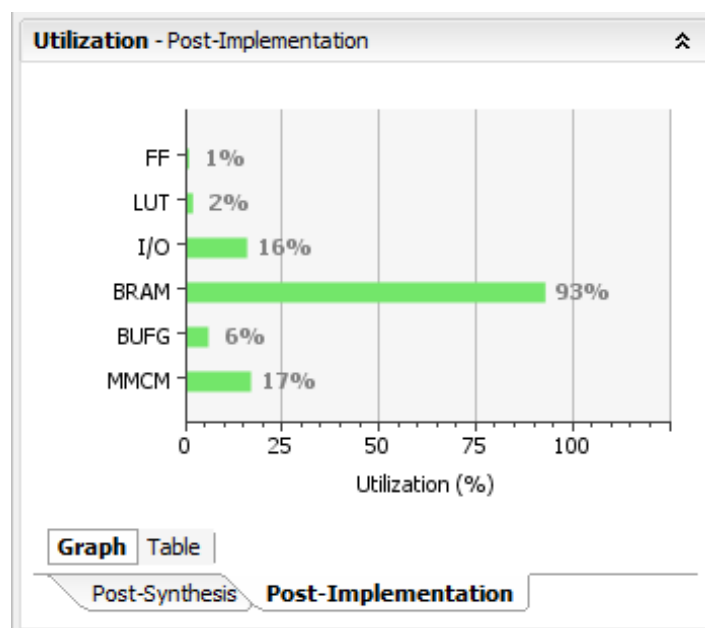 Utilization - Post-Implementation
FF 1%
LUT 2%
I/O 16%
BRAM 93%
BUFG 6%
MMCM 17%
0 25 50 75 100
Utilization (%)
Graph Table
Post-Synthesis Post-Implementation